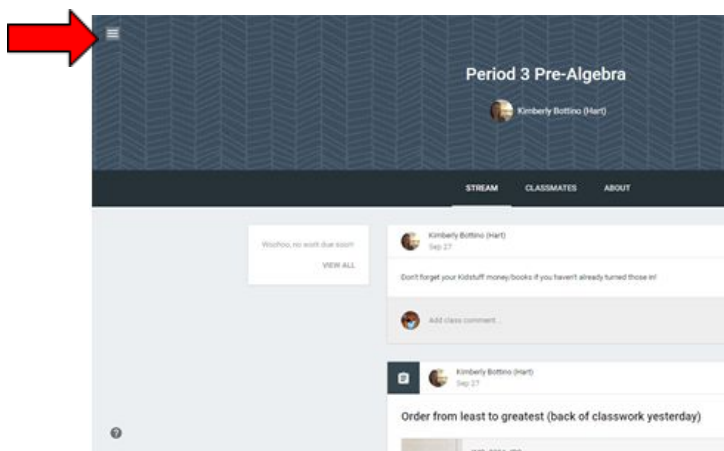 Period 3 Pre-Algebra
Kimberly Bottino (Hart)
STREAM CLASSMATES ABOUT
Woohoo, no work due soon!
VIEW ALL
Kimberly Bottino (Hart)
Sep 27
Don't forget your Kidstuff money/books if you haven't already turned those in!
Add class comment...
Kimberly Bottino (Hart)
Sep 27
Order from least to greatest (back of classwork yesterday)